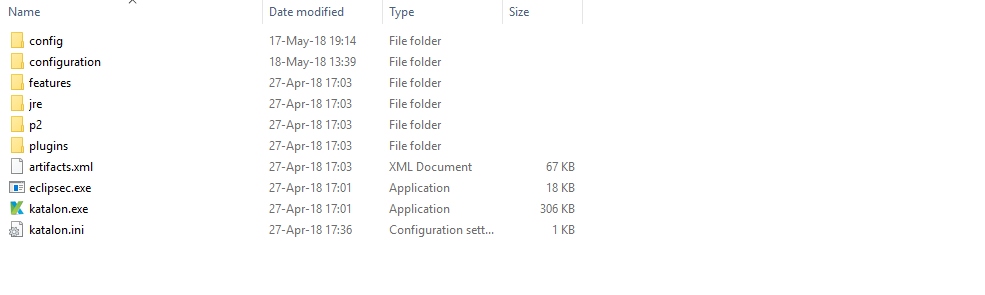 Name Date modified Type Size
config 17-May-18 19:14 File folder
configuration 18-May-18 13:39 File folder
features 27-Apr-18 17:03 File folder
jre 27-Apr-18 17:03 File folder
p2 27-Apr-18 17:03 File folder
plugins 27-Apr-18 17:03 File folder
artifacts.xml 27-Apr-18 17:03 XML Document 67 KB
eclipsec.exe 27-Apr-18 17:01 Application 18 KB
katalon.exe 27-Apr-18 17:01 Application 306 KB
katalon.ini 27-Apr-18 17:36 Configuration sett... 1 KB